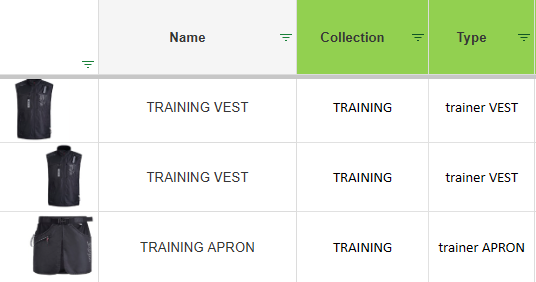 Name Collection Type
TRAINING VEST TRAINING trainer VEST
TRAINING VEST TRAINING trainer VEST
TRAINING APRON TRAINING trainer APRON